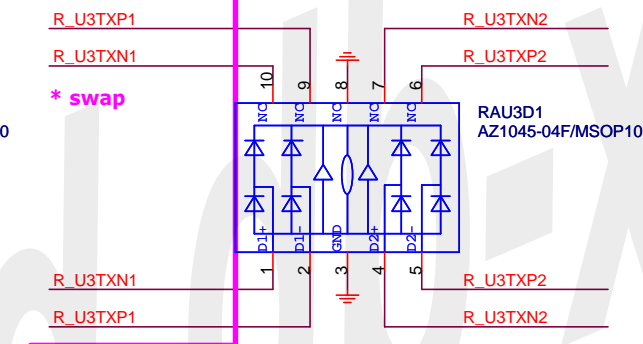 R_U3TXP1
R_U3TXN2
R_U3TXN1
R_U3TXP2
* swap
10
9
8
7
6
NC
NC
NC
NC
NC
RAU3D1
AZ1045-04F/MSOP10
0
D1+
D1-
GND
D2+
D2-
1
2
3
4
5
R_U3TXN1
R_U3TXP2
R_U3TXP1
R_U3TXN2